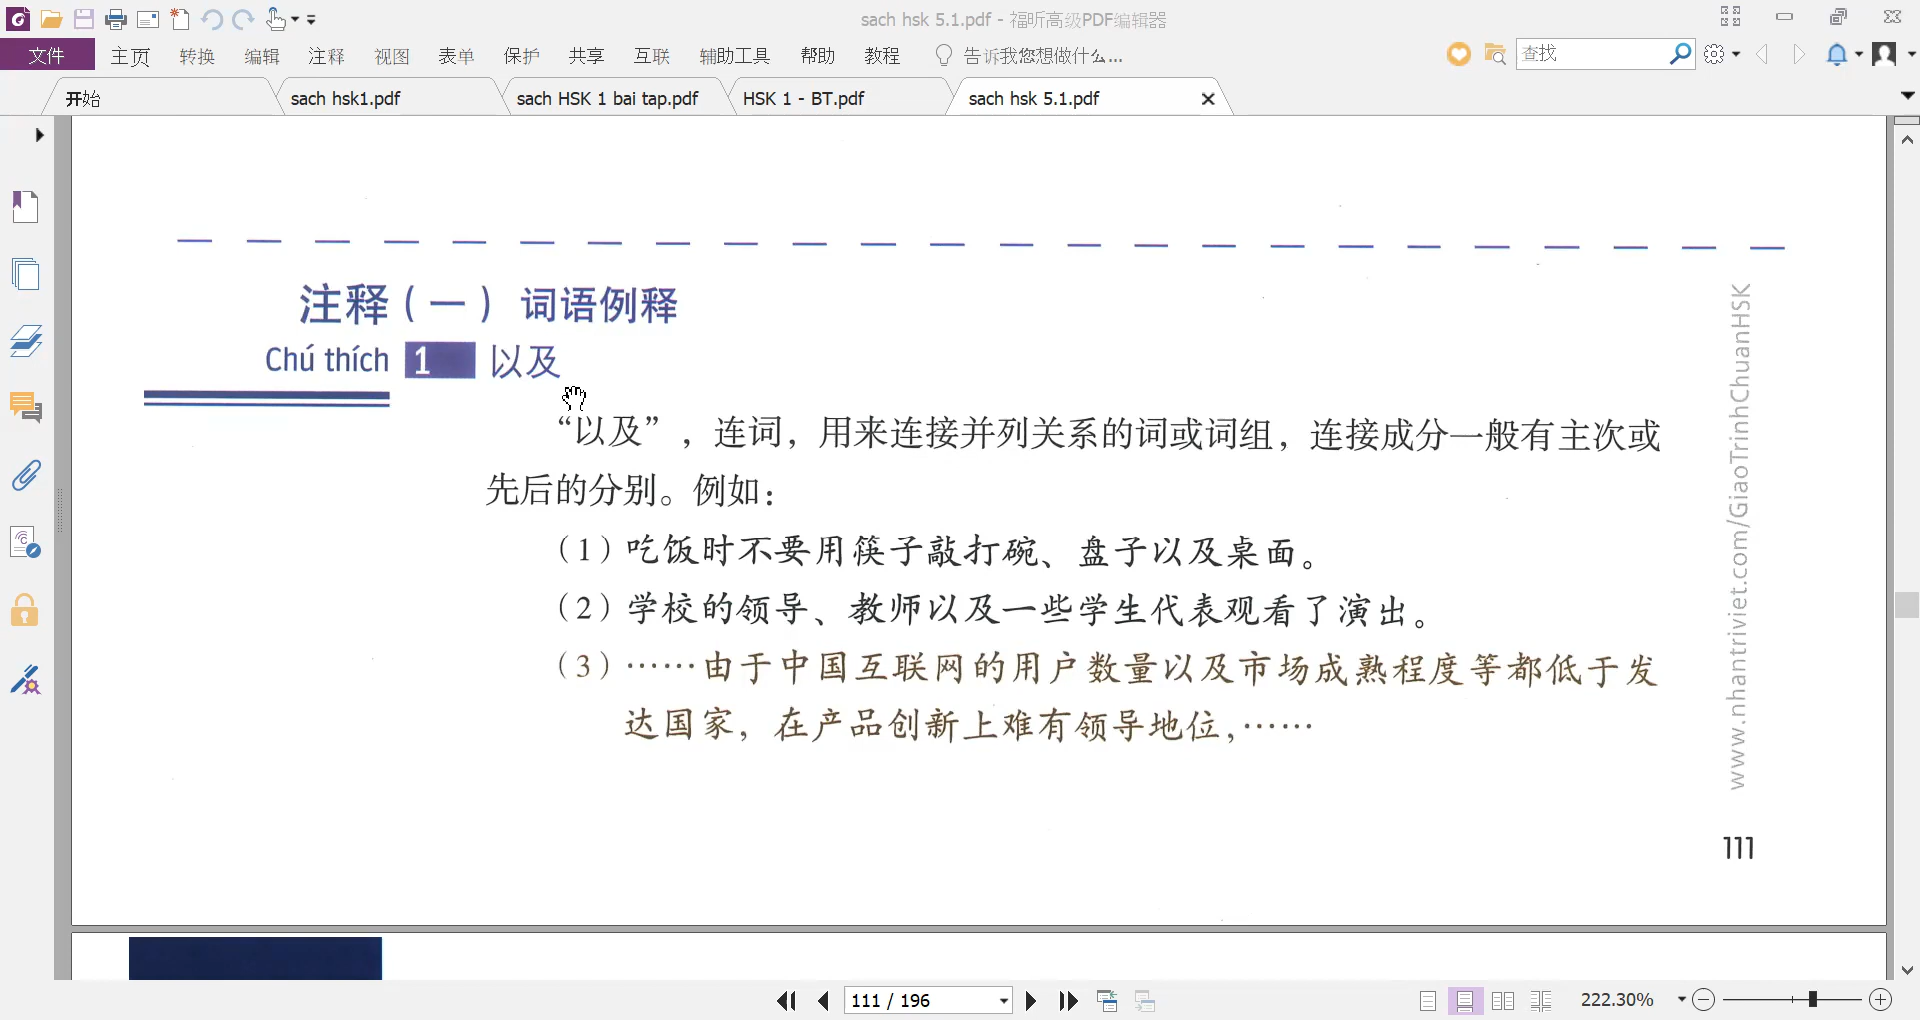 sach hsk 5.1.pdf - 福昕高级PDF编辑器
文件 主页 转换 编辑 注释 视图 表单 保护 共享 互联 辅助工具 帮助 教程 告诉我您想做什么... 查找
开始 sach hsk1.pdf sach HSK 1 bai tap.pdf HSK 1 - BT.pdf sach hsk 5.1.pdf
注释（一）词语例释
Chú thích 1 以及
“以及”，连词，用来连接并列关系的词或词组，连接成分一般有主次或
先后的分别。例如：
（1）吃饭时不要用筷子敲打碗、盘子以及桌面。
（2）学校的领导、教师以及一些学生代表观看了演出。
（3）……由于中国互联网的用户数量以及市场成熟程度等都低于发
达国家，在产品创新上难有领导地位，……
www.nhantriviet.com/GiaoTrinhChuanHSK
111
111 / 196
222.30%